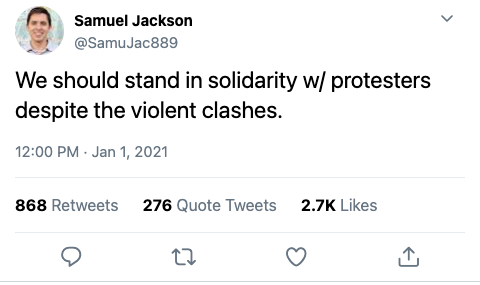 Samuel Jackson
@SamuJac889
We should stand in solidarity w/ protesters
despite the violent clashes.
12:00 PM · Jan 1, 2021
868 Retweets 276 Quote Tweets 2.7K Likes